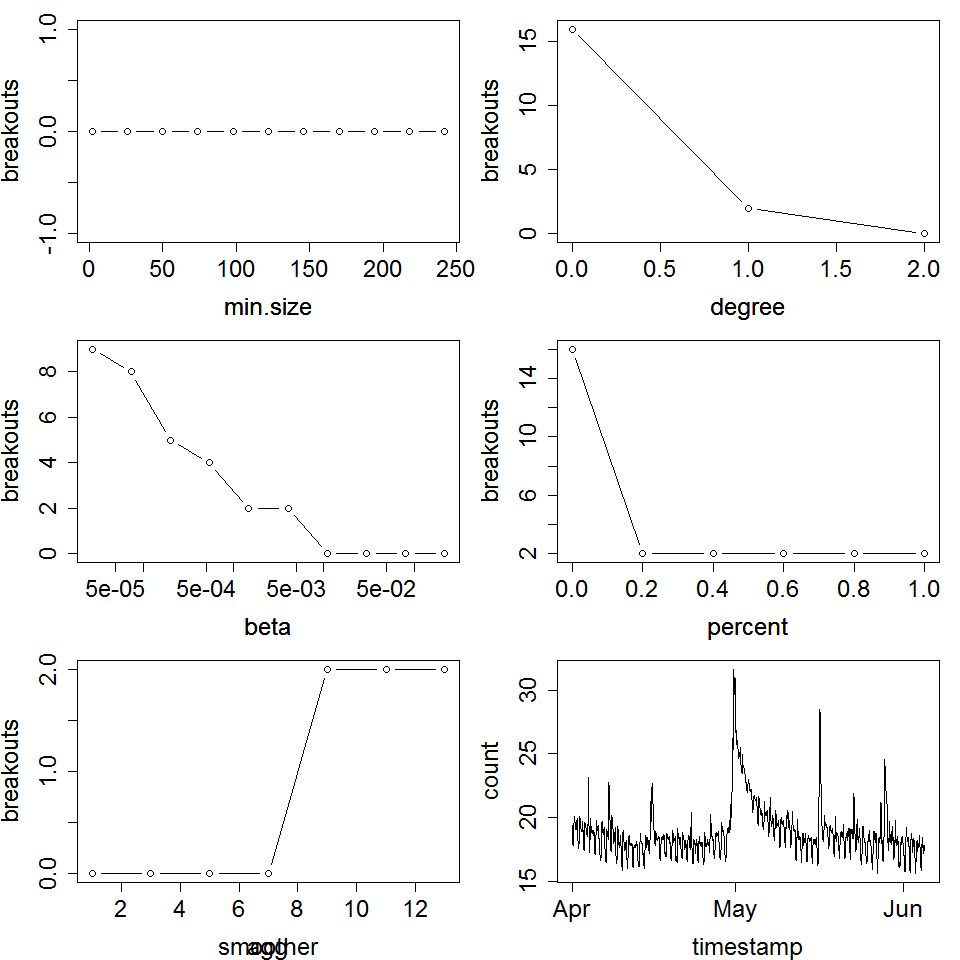 breakouts
1.0
0.0
-1.0
0 50 100 150 200 250
min.size
breakouts
15
10
5
0
0.0 0.5 1.0 1.5 2.0
degree
breakouts
8
6
4
2
0
5e-05 5e-04 5e-03 5e-02
beta
breakouts
14
10
6
2
0.0 0.2 0.4 0.6 0.8 1.0
percent
breakouts
2.0
1.0
0.0
2 4 6 8 10 12
smoother
count
30
25
20
15
Apr May Jun
timestamp